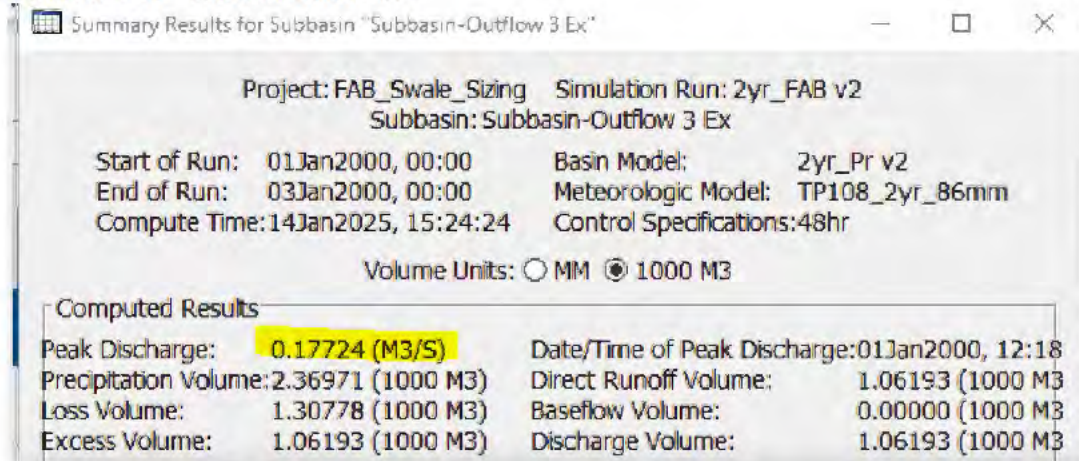 Summary Results for Subbasin "Subbasin-Outflow 3 Ex"
Project: FAB_Swale_Sizing Simulation Run: 2yr_FAB v2
Subbasin: Subbasin-Outflow 3 Ex
Start of Run: 01Jan2000, 00:00 Basin Model: 2yr_Pr v2
End of Run: 03Jan2000, 00:00 Meteorologic Model: TP108_2yr_86mm
Compute Time:14Jan2025, 15:24:24 Control Specifications:48hr
Volume Units: MM 1000 M3
Computed Results
Peak Discharge: 0.17724 (M3/S) Date/Time of Peak Discharge:01Jan2000, 12:18
Precipitation Volume:2.36971 (1000 M3) Direct Runoff Volume: 1.06193 (1000 M3
Loss Volume: 1.30778 (1000 M3) Baseflow Volume: 0.00000 (1000 M3
Excess Volume: 1.06193 (1000 M3) Discharge Volume: 1.06193 (1000 M3